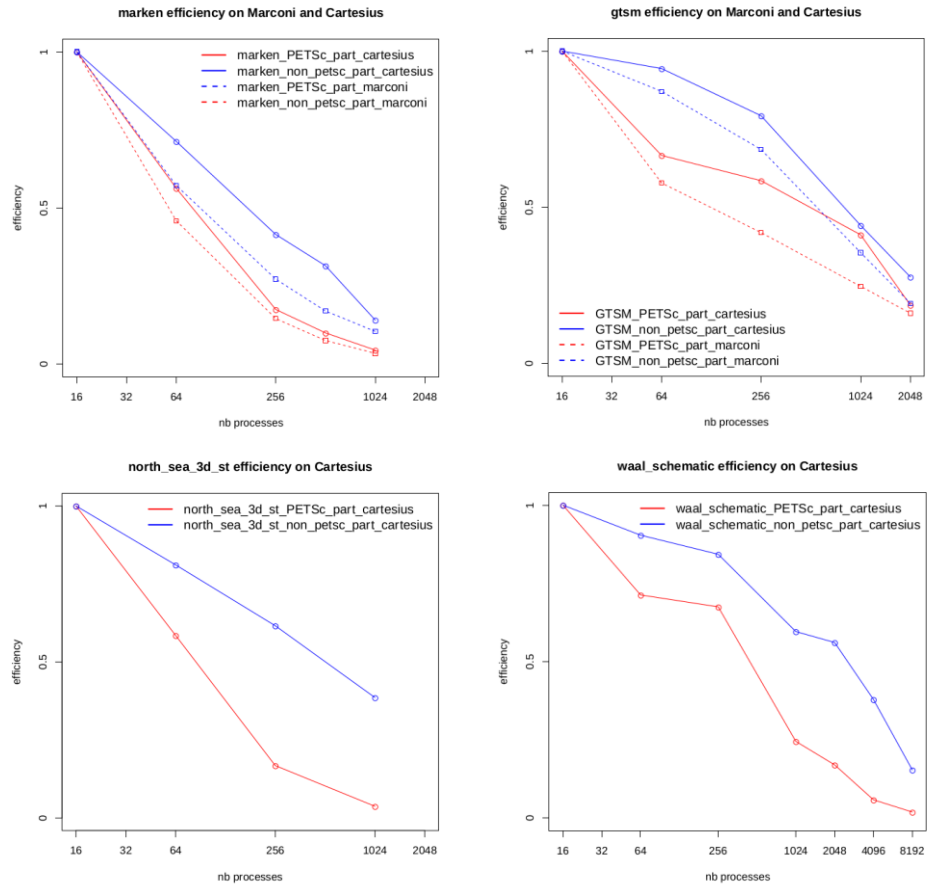 marken efficiency on Marconi and Cartesius
marken_PETSc_part_cartesius
marken_non_petsc_part_cartesius
marken_PETSc_part_marconi
marken_non_petsc_part_marconi
efficiency
1
0.5
0
16 32 64 256 1024 2048
nb processes
gtsm efficiency on Marconi and Cartesius
efficiency
1
0.5
0
GTSM_PETSc_part_cartesius
GTSM_non_petsc_part_cartesius
GTSM_PETSc_part_marconi
GTSM_non_petsc_part_marconi
16 32 64 256 1024 2048
nb processes
north_sea_3d_st efficiency on Cartesius
north_sea_3d_st_PETSc_part_cartesius
north_sea_3d_st_non_petsc_part_cartesius
efficiency
1
0.5
0
16 32 64 256 1024 2048
nb processes
waal_schematic efficiency on Cartesius
waal_schematic_PETSc_part_cartesius
waal_schematic_non_petsc_part_cartesius
efficiency
1
0.5
0
16 32 64 256 1024 2048 4096 8192
nb processes